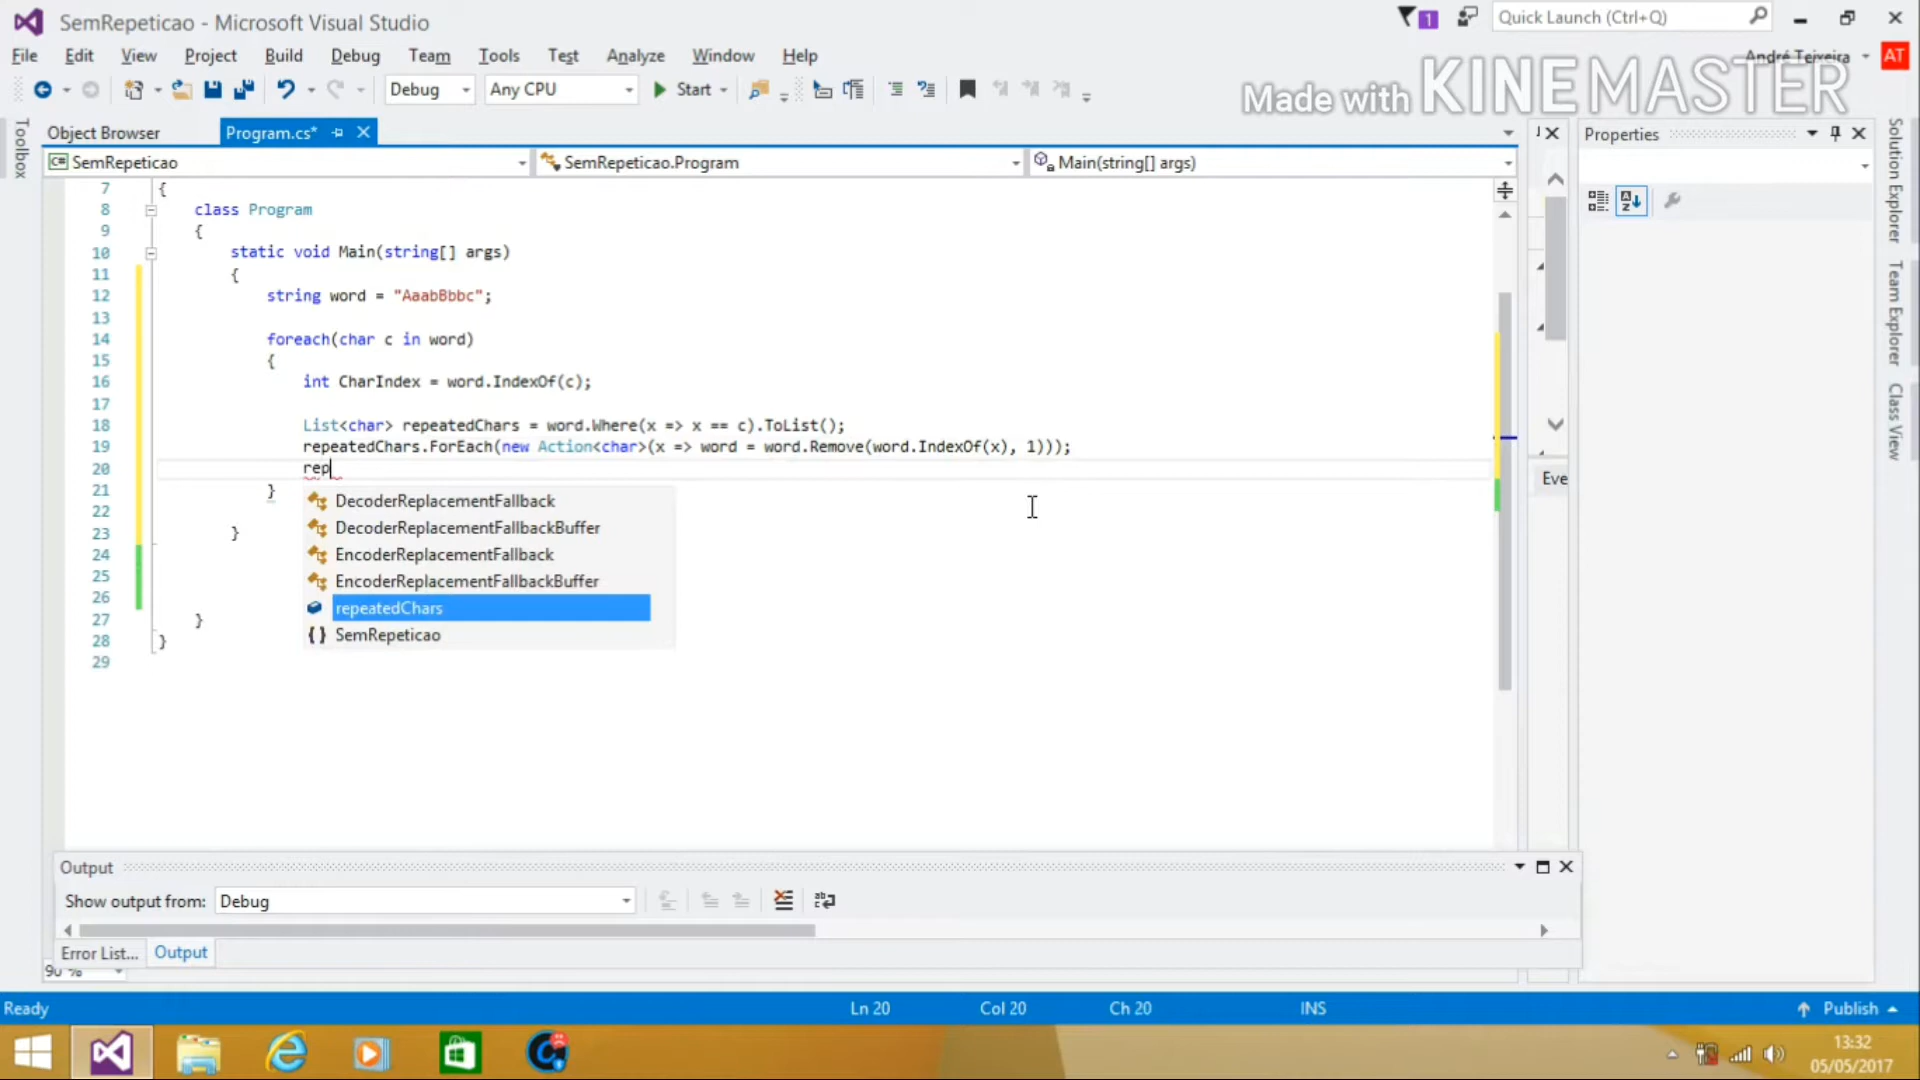 SemRepeticao - Microsoft Visual Studio
1
Quick Launch (Ctrl+Q)
File Edit View Project Build Debug Team Tools Test Analyze Window Help
André Teixeira
AT
Made with KINEMASTER
Debug
Any CPU
Start
Toolbox
Object Browser
Program.cs*
Properties
SemRepeticao
SemRepeticao.Program
Main(string[] args)
7 {
8 class Program
9 {
10 static void Main(string[] args)
11 {
12 string word = "AaabBbbc";
13
14 foreach(char c in word)
15 {
16 int CharIndex = word.IndexOf(c);
17
18 List<char> repeatedChars = word.Where(x => x == c).ToList();
19 repeatedChars.ForEach(new Action<char>(x => word = word.Remove(word.IndexOf(x), 1)));
20 rep
21 }
22
23 }
24
25
26
27 }
28 }
29
DecoderReplacementFallback
DecoderReplacementFallbackBuffer
EncoderReplacementFallback
EncoderReplacementFallbackBuffer
repeatedChars
{} SemRepeticao
Eve
Solution Explorer
Team Explorer
Class View
Output
Show output from: Debug
Error List... Output
90 %
Ready
Ln 20
Col 20
Ch 20
INS
Publish
13:32
05/05/2017